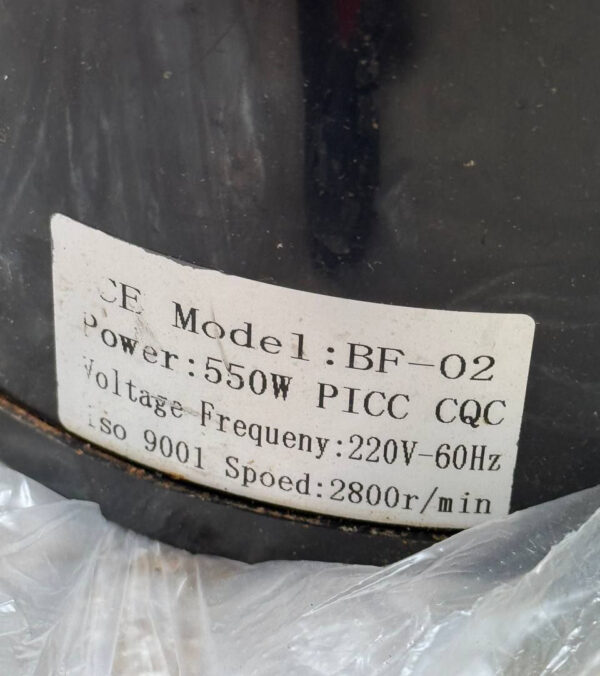 CE Model:BF-02
Power:550W PICC CQC
Voltage Frequeny:220V-60Hz
iso 9001 Spoed:2800r/min